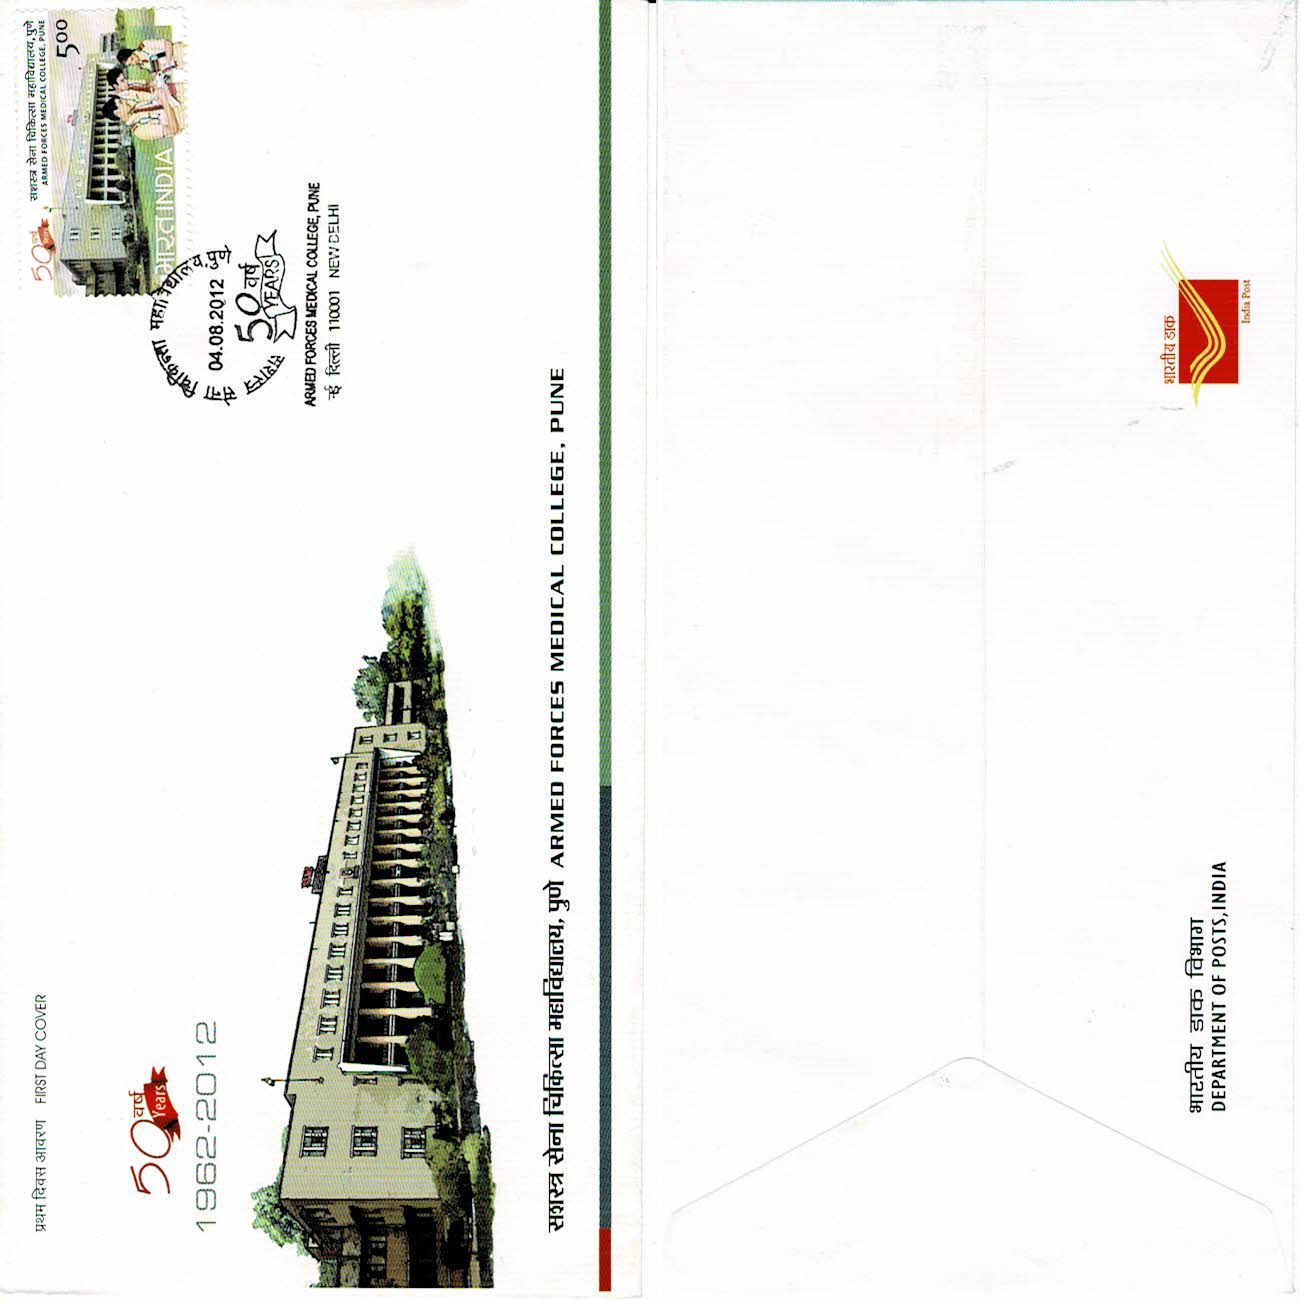 प्रथम दिवस आवरण FIRST DAY COVER
50 वर्ष
Years
सशस्त्र सेना चिकित्सा महाविद्यालय, पुणे
ARMED FORCES MEDICAL COLLEGE, PUNE
500
भारत INDIA
50 वर्ष
Years
1962-2012
सशस्त्र सेना चिकित्सा महाविद्यालय, पुणे
04.08.2012
50 वर्ष
YEARS
ARMED FORCES MEDICAL COLLEGE, PUNE
नई दिल्ली 110001 NEW DELHI
सशस्त्र सेना चिकित्सा महाविद्यालय, पुणे ARMED FORCES MEDICAL COLLEGE, PUNE
भारतीय डाक विभाग
DEPARTMENT OF POSTS, INDIA
भारतीय डाक
India Post